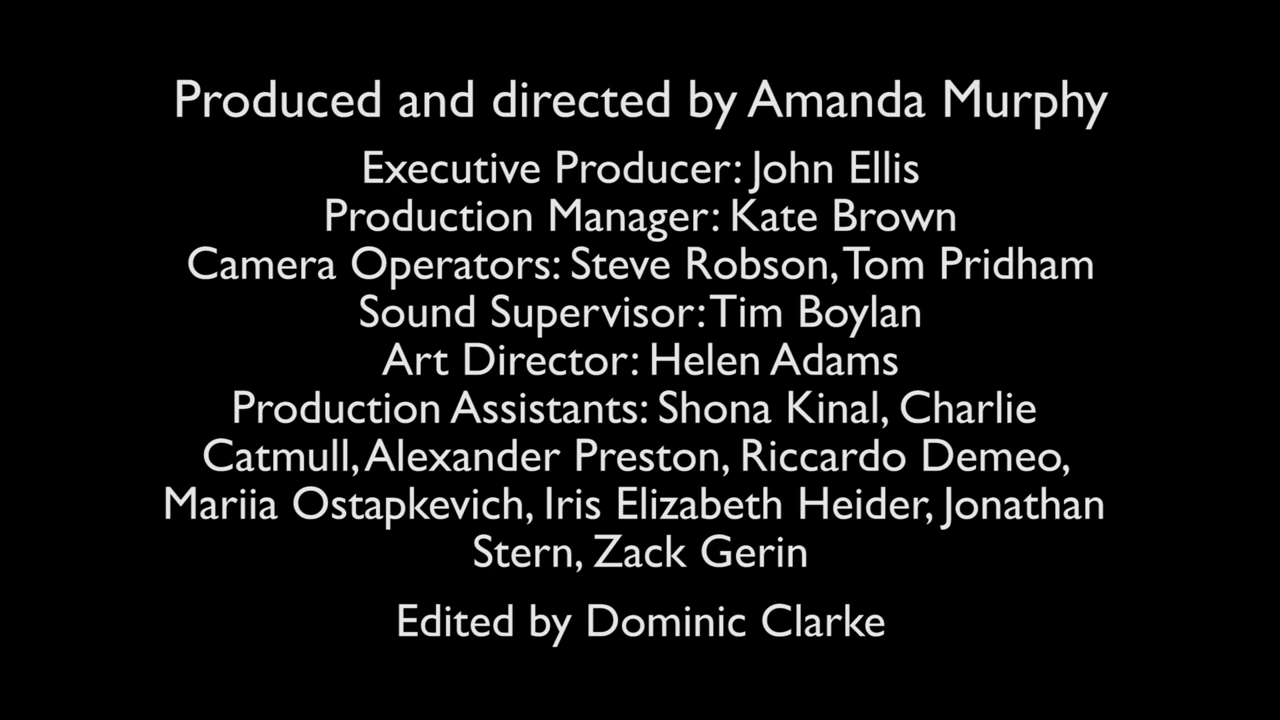 Produced and directed by Amanda Murphy
Executive Producer: John Ellis
Production Manager: Kate Brown
Camera Operators: Steve Robson, Tom Pridham
Sound Supervisor: Tim Boylan
Art Director: Helen Adams
Production Assistants: Shona Kinal, Charlie
Catmull, Alexander Preston, Riccardo Demeo,
Mariia Ostapkevich, Iris Elizabeth Heider, Jonathan
Stern, Zack Gerin
Edited by Dominic Clarke